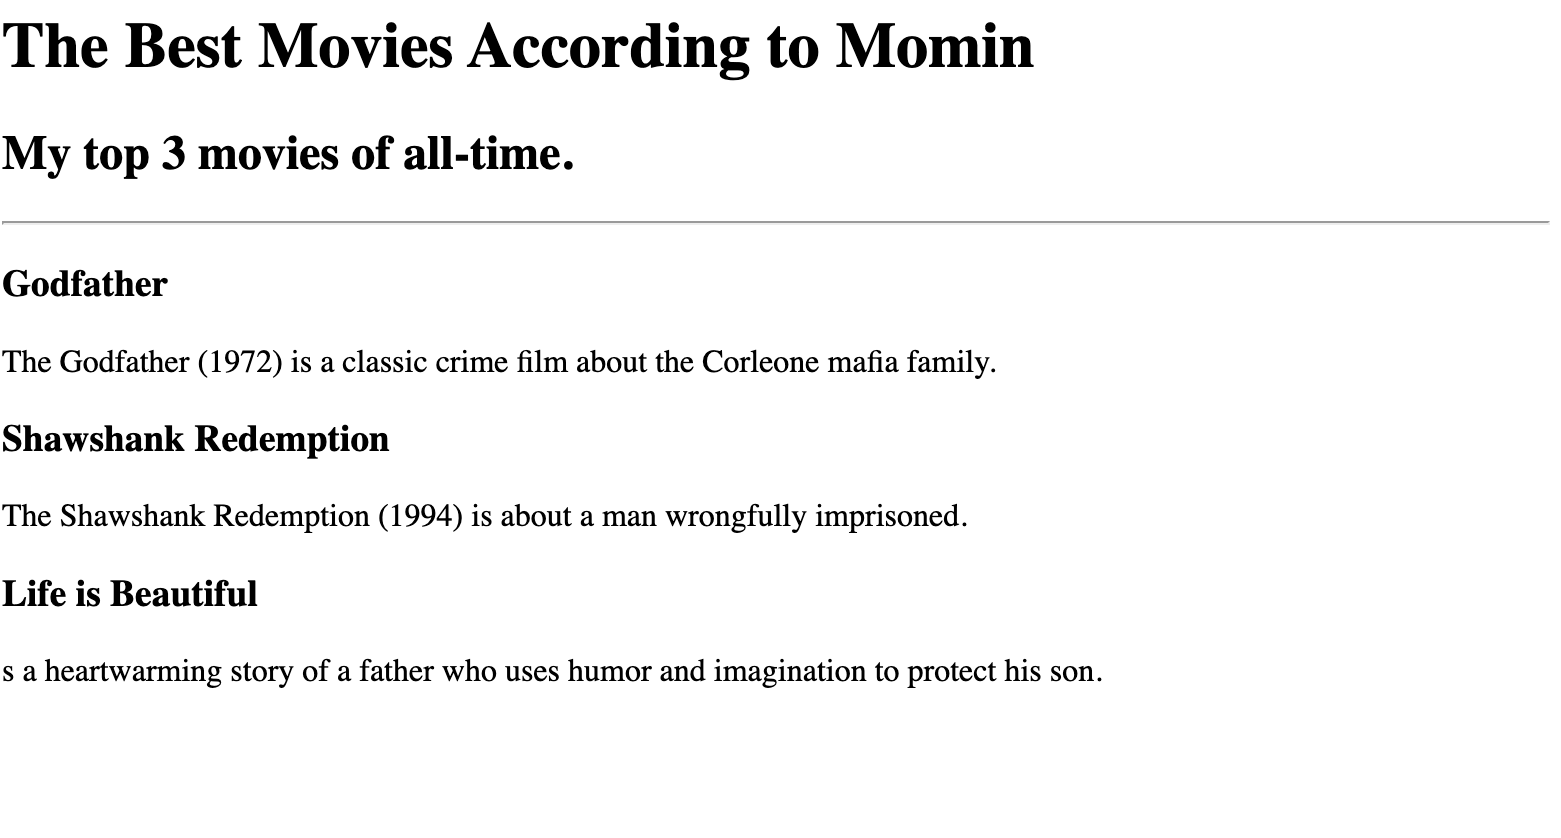 The Best Movies According to Momin
My top 3 movies of all-time.
Godfather
The Godfather (1972) is a classic crime film about the Corleone mafia family.
Shawshank Redemption
The Shawshank Redemption (1994) is about a man wrongfully imprisoned.
Life is Beautiful
s a heartwarming story of a father who uses humor and imagination to protect his son.